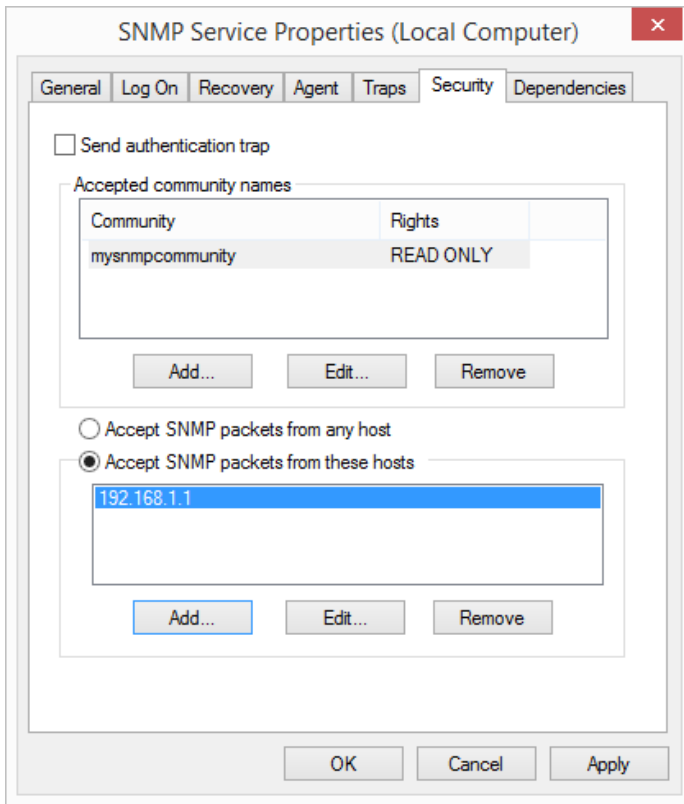 SNMP Service Properties (Local Computer)
General Log On Recovery Agent Traps Security Dependencies
Send authentication trap
Accepted community names
Community Rights
mysnmpcommunity READ ONLY
Add... Edit... Remove
Accept SNMP packets from any host
Accept SNMP packets from these hosts
192.168.1.1
Add... Edit... Remove
OK Cancel Apply